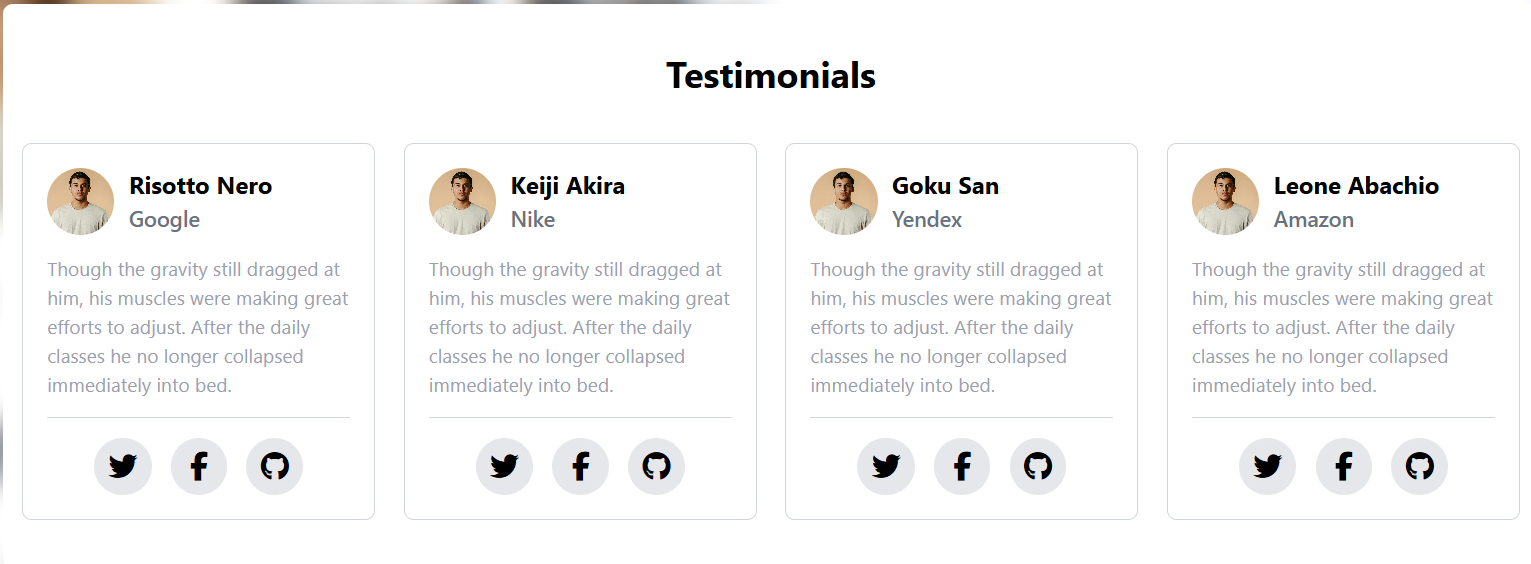 Testimonials
Risotto Nero
Google
Though the gravity still dragged at
him, his muscles were making great
efforts to adjust. After the daily
classes he no longer collapsed
immediately into bed.
Keiji Akira
Nike
Though the gravity still dragged at
him, his muscles were making great
efforts to adjust. After the daily
classes he no longer collapsed
immediately into bed.
Goku San
Yendex
Though the gravity still dragged at
him, his muscles were making great
efforts to adjust. After the daily
classes he no longer collapsed
immediately into bed.
Leone Abachio
Amazon
Though the gravity still dragged at
him, his muscles were making great
efforts to adjust. After the daily
classes he no longer collapsed
immediately into bed.